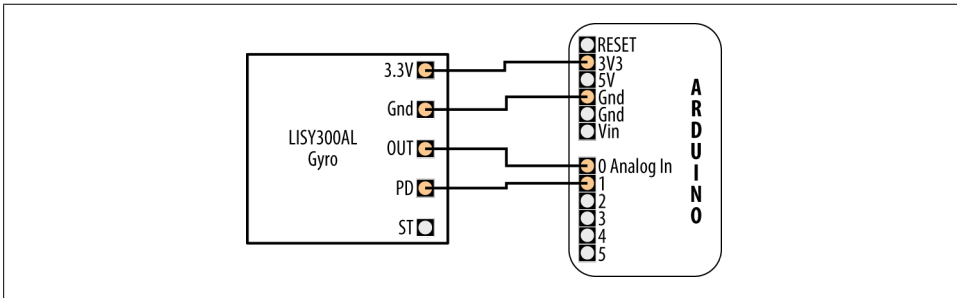 LISY300AL
Gyro
3.3V
Gnd
OUT
PD
ST
RESET
3V3
5V
Gnd
Gnd
Vin
0 Analog In
1
2
3
4
5
ARDUINO